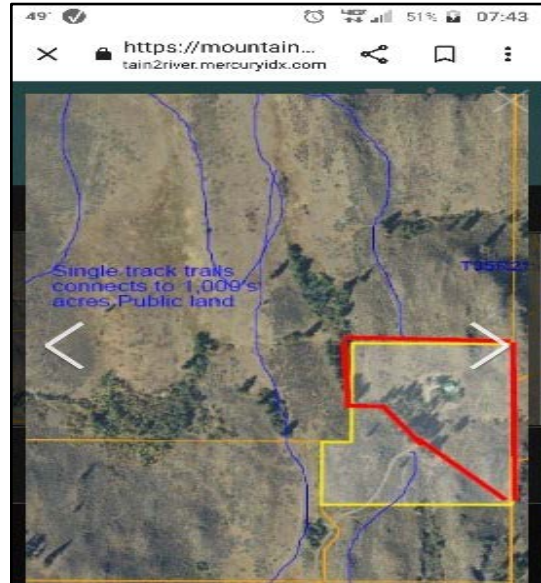 49°
51%
07:43
https://mountain...
tain2river.mercuryidx.com
Single track trails
connects to 1,000's
acres Public land